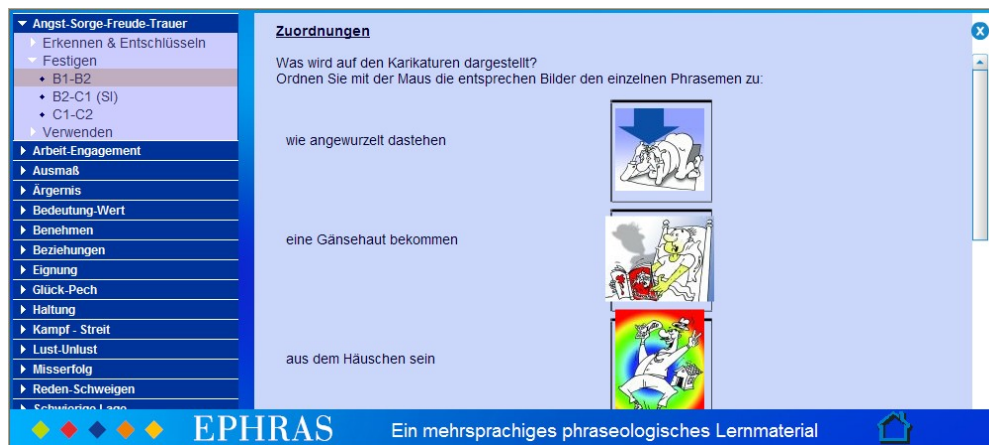 Angst-Sorge-Freude-Trauer
Erkennen & Entschlüsseln
Festigen
B1-B2
B2-C1 (SI)
C1-C2
Verwenden
Arbeit-Engagement
Ausmaß
Ärgernis
Bedeutung-Wert
Benehmen
Beziehungen
Eignung
Glück-Pech
Haltung
Kampf - Streit
Lust-Unlust
Misserfolg
Reden-Schweigen
Schwierige Lage
Zuordnungen
Was wird auf den Karikaturen dargestellt?
Ordnen Sie mit der Maus die entsprechen Bilder den einzelnen Phrasemen zu:
wie angewurzelt dastehen
eine Gänsehaut bekommen
aus dem Häuschen sein
EPHRAS
Ein mehrsprachiges phraseologisches Lernmaterial